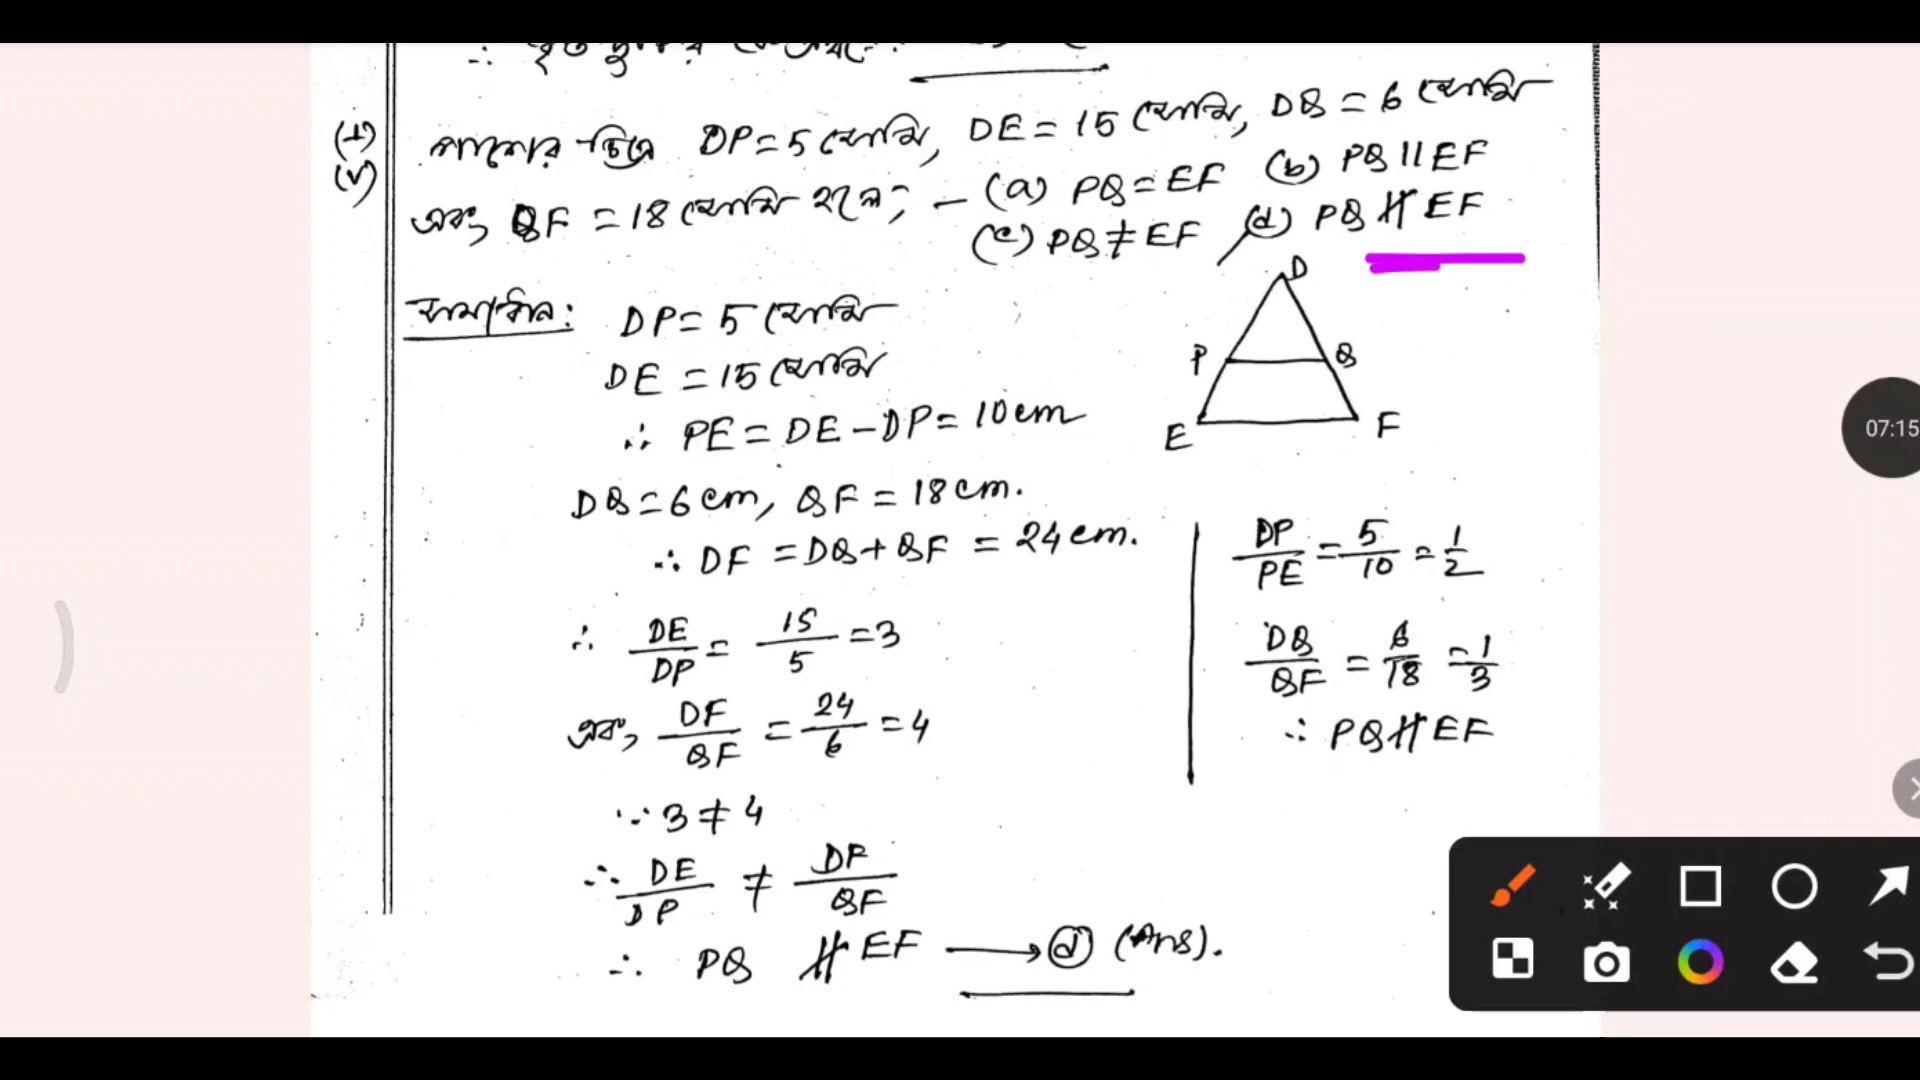 (v) পাশের চিত্রে DP = 5 সেমি, DE = 15 সেমি, DQ = 6 সেমি
এবং QF = 18 সেমি হলে, – (a) PQ = EF (b) PQ || EF
(c) PQ ≠ EF (d) PQ ∦ EF
সমাধান: DP = 5 সেমি
DE = 15 সেমি
∴ PE = DE – DP = 10 cm
DQ = 6 cm, QF = 18 cm.
∴ DF = DQ + QF = 24 cm.
∴ DE/DP = 15/5 = 3
এবং, DF/QF = 24/6 = 4
∵ 3 ≠ 4
∴ DE/DP ≠ DF/QF
∴ PQ ∦ EF → (d) (Ans).
D
P
Q
E
F
DP/PE = 5/10 = 1/2
DQ/QF = 6/18 = 1/3
∴ PQ ∦ EF
07:15